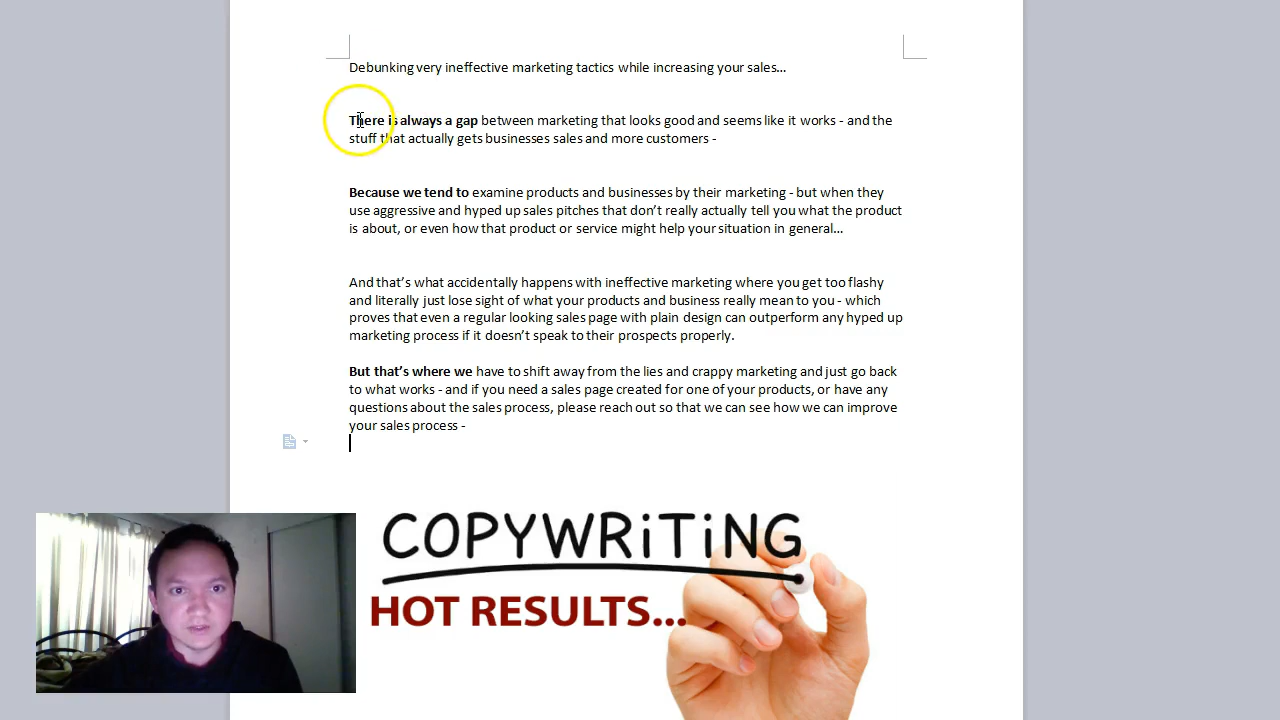 Debunking very ineffective marketing tactics while increasing your sales…
There is always a gap between marketing that looks good and seems like it works - and the
stuff that actually gets businesses sales and more customers -
Because we tend to examine products and businesses by their marketing - but when they
use aggressive and hyped up sales pitches that don’t really actually tell you what the product
is about, or even how that product or service might help your situation in general…
And that’s what accidentally happens with ineffective marketing where you get too flashy
and literally just lose sight of what your products and business really mean to you - which
proves that even a regular looking sales page with plain design can outperform any hyped up
marketing process if it doesn’t speak to their prospects properly.
But that’s where we have to shift away from the lies and crappy marketing and just go back
to what works - and if you need a sales page created for one of your products, or have any
questions about the sales process, please reach out so that we can see how we can improve
your sales process -
COPYWRiTiNG
HOT RESULTS...